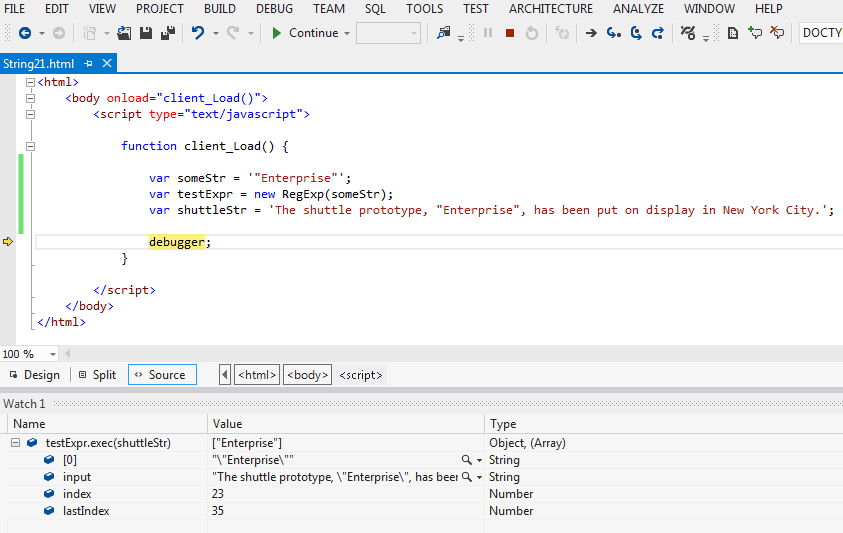 FILE EDIT VIEW PROJECT BUILD DEBUG TEAM SQL TOOLS TEST ARCHITECTURE ANALYZE WINDOW HELP
Continue DOCTY
String21.html
<html>
<body onload="client_Load()">
<script type="text/javascript">
function client_Load() {
var someStr = '"Enterprise"';
var testExpr = new RegExp(someStr);
var shuttleStr = 'The shuttle prototype, "Enterprise", has been put on display in New York City.';
debugger;
}
</script>
</body>
</html>
100 %
Design Split Source <html> <body> <script>
Watch 1
Name Value Type
testExpr.exec(shuttleStr) ["Enterprise"] Object, (Array)
[0] "\"Enterprise\"" String
input "The shuttle prototype, \"Enterprise\", has beer String
index 23 Number
lastIndex 35 Number